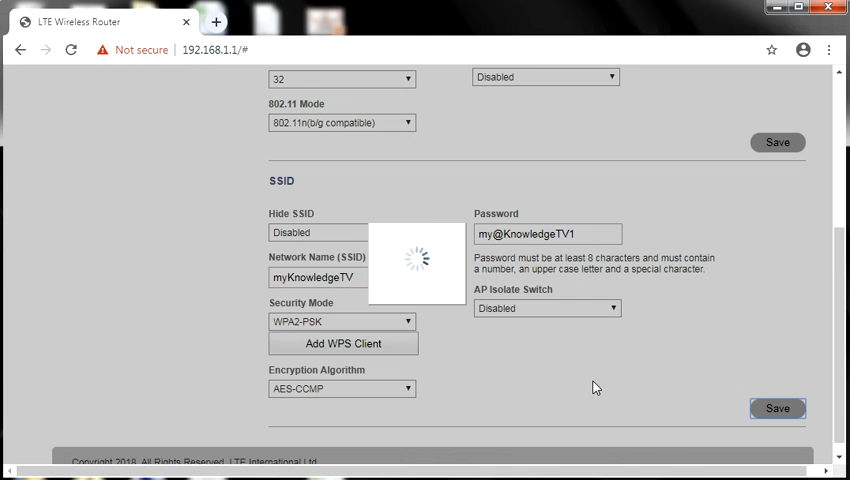 LTE Wireless Router
Not secure 192.168.1.1/#
32
Disabled
802.11 Mode
802.11n(b/g compatible)
Save
SSID
Hide SSID
Disabled
Password
my@KnowledgeTV1
Password must be at least 8 characters and must contain
a number, an upper case letter and a special character.
Network Name (SSID)
myKnowledgeTV
AP Isolate Switch
Disabled
Security Mode
WPA2-PSK
Add WPS Client
Encryption Algorithm
AES-CCMP
Save
Copyright 2018. All Rights Reserved. LTE International Ltd